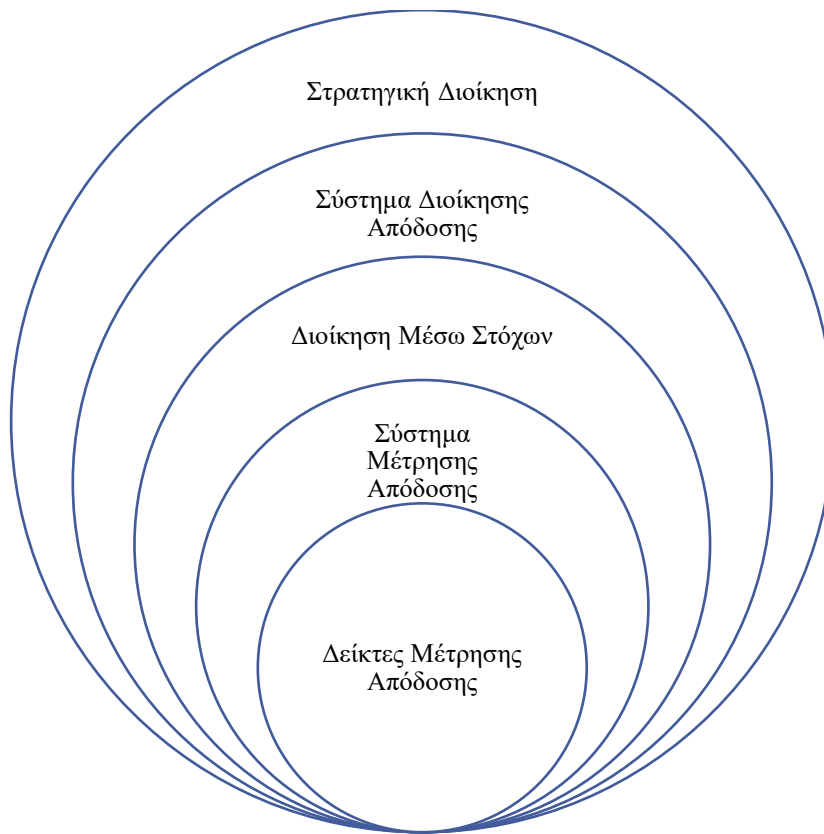 Στρατηγική Διοίκηση
Σύστημα Διοίκησης
Απόδοσης
Διοίκηση Μέσω Στόχων
Σύστημα
Μέτρησης
Απόδοσης
Δείκτες Μέτρησης
Απόδοσης